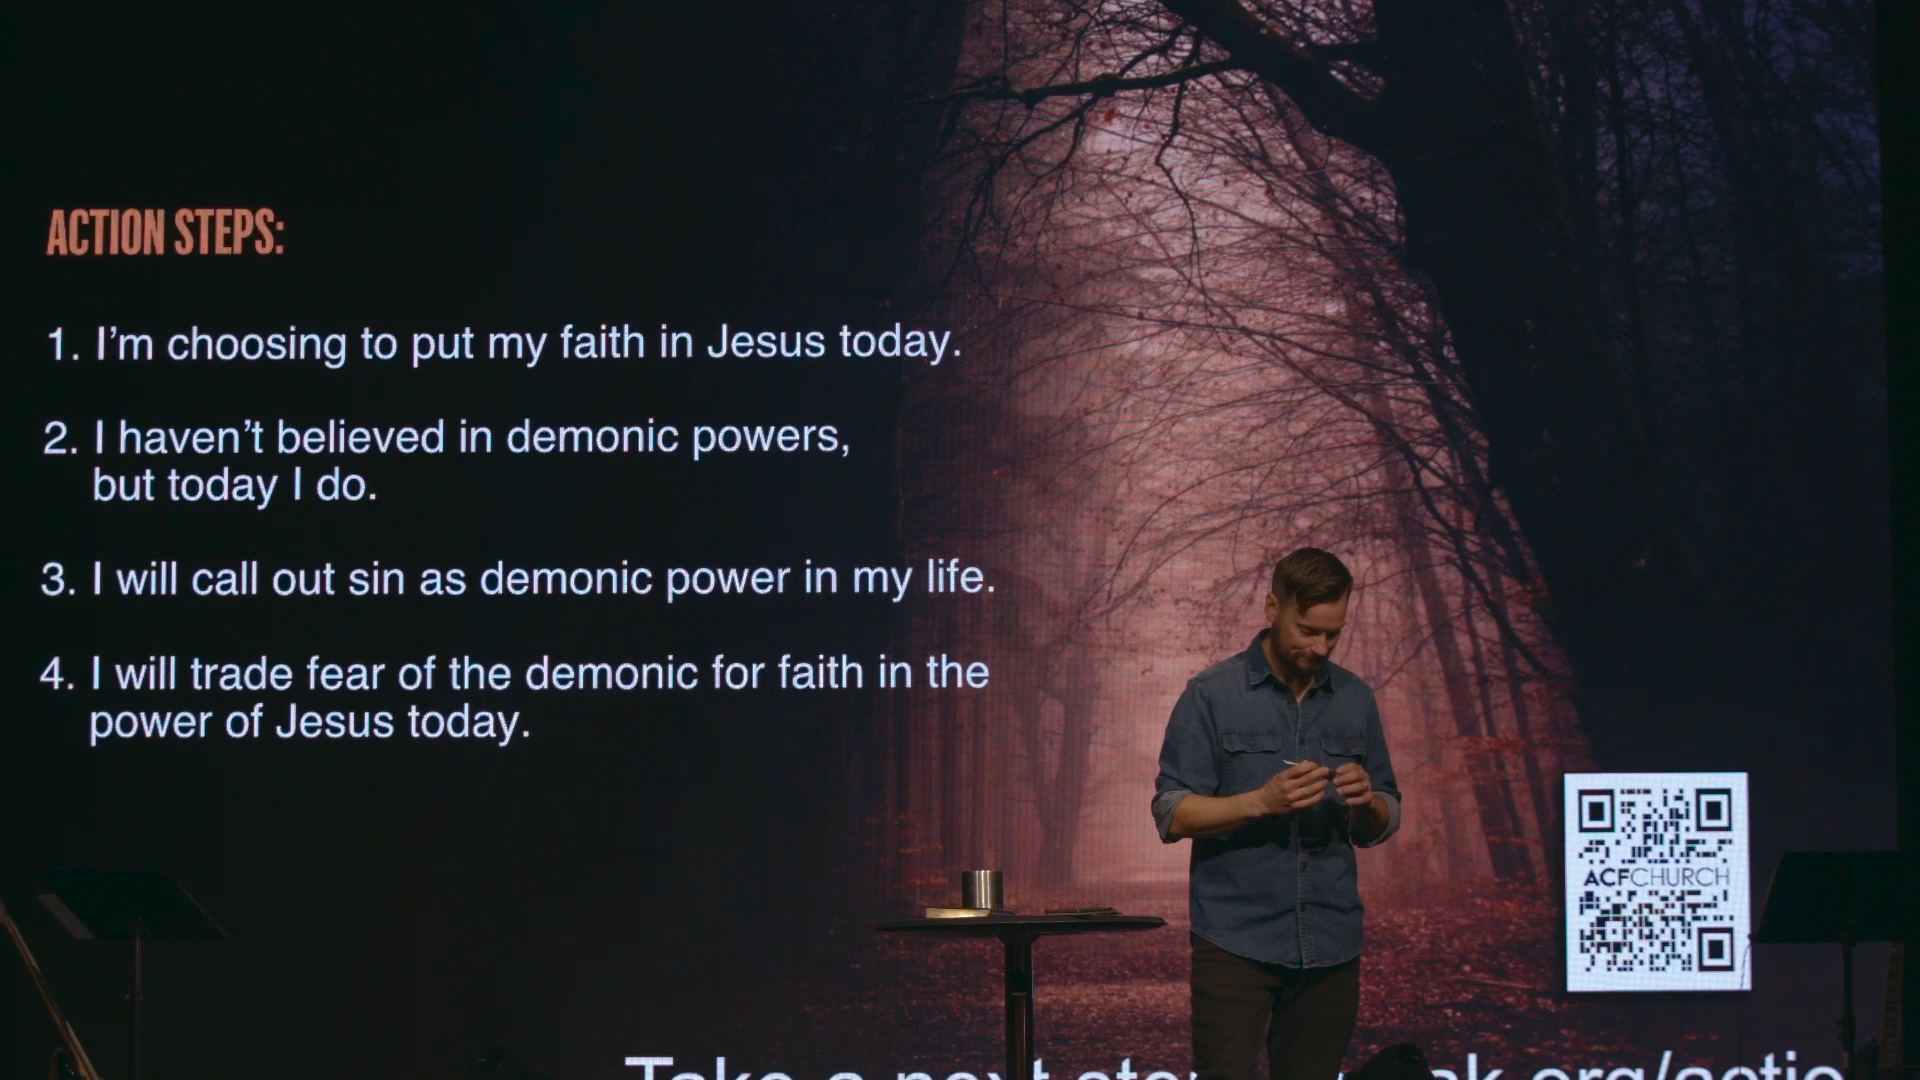 ACTION STEPS:
1. I'm choosing to put my faith in Jesus today.
2. I haven't believed in demonic powers,
but today I do.
3. I will call out sin as demonic power in my life.
4. I will trade fear of the demonic for faith in the
power of Jesus today.
ACFCHURCH
Take a next